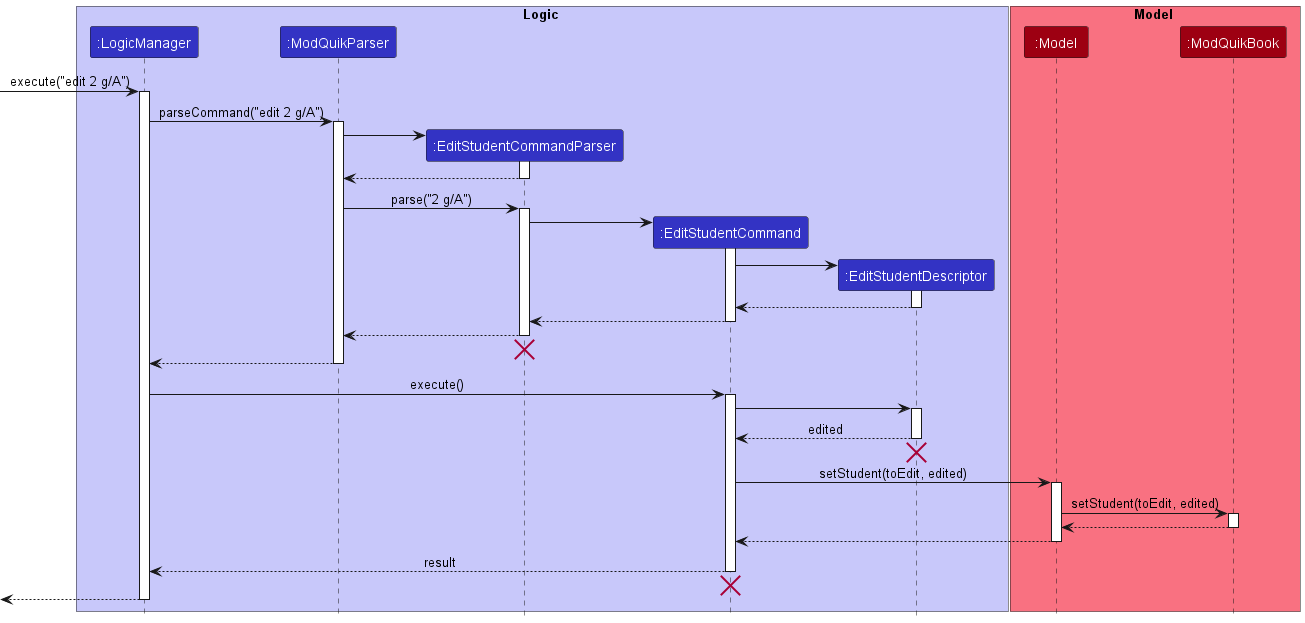 Logic
Model
:LogicManager
:ModQuikParser
:Model
:ModQuikBook
execute("edit 2 g/A")
parseCommand("edit 2 g/A")
:EditStudentCommandParser
parse("2 g/A")
:EditStudentCommand
:EditStudentDescriptor
execute()
edited
setStudent(toEdit, edited)
setStudent(toEdit, edited)
result